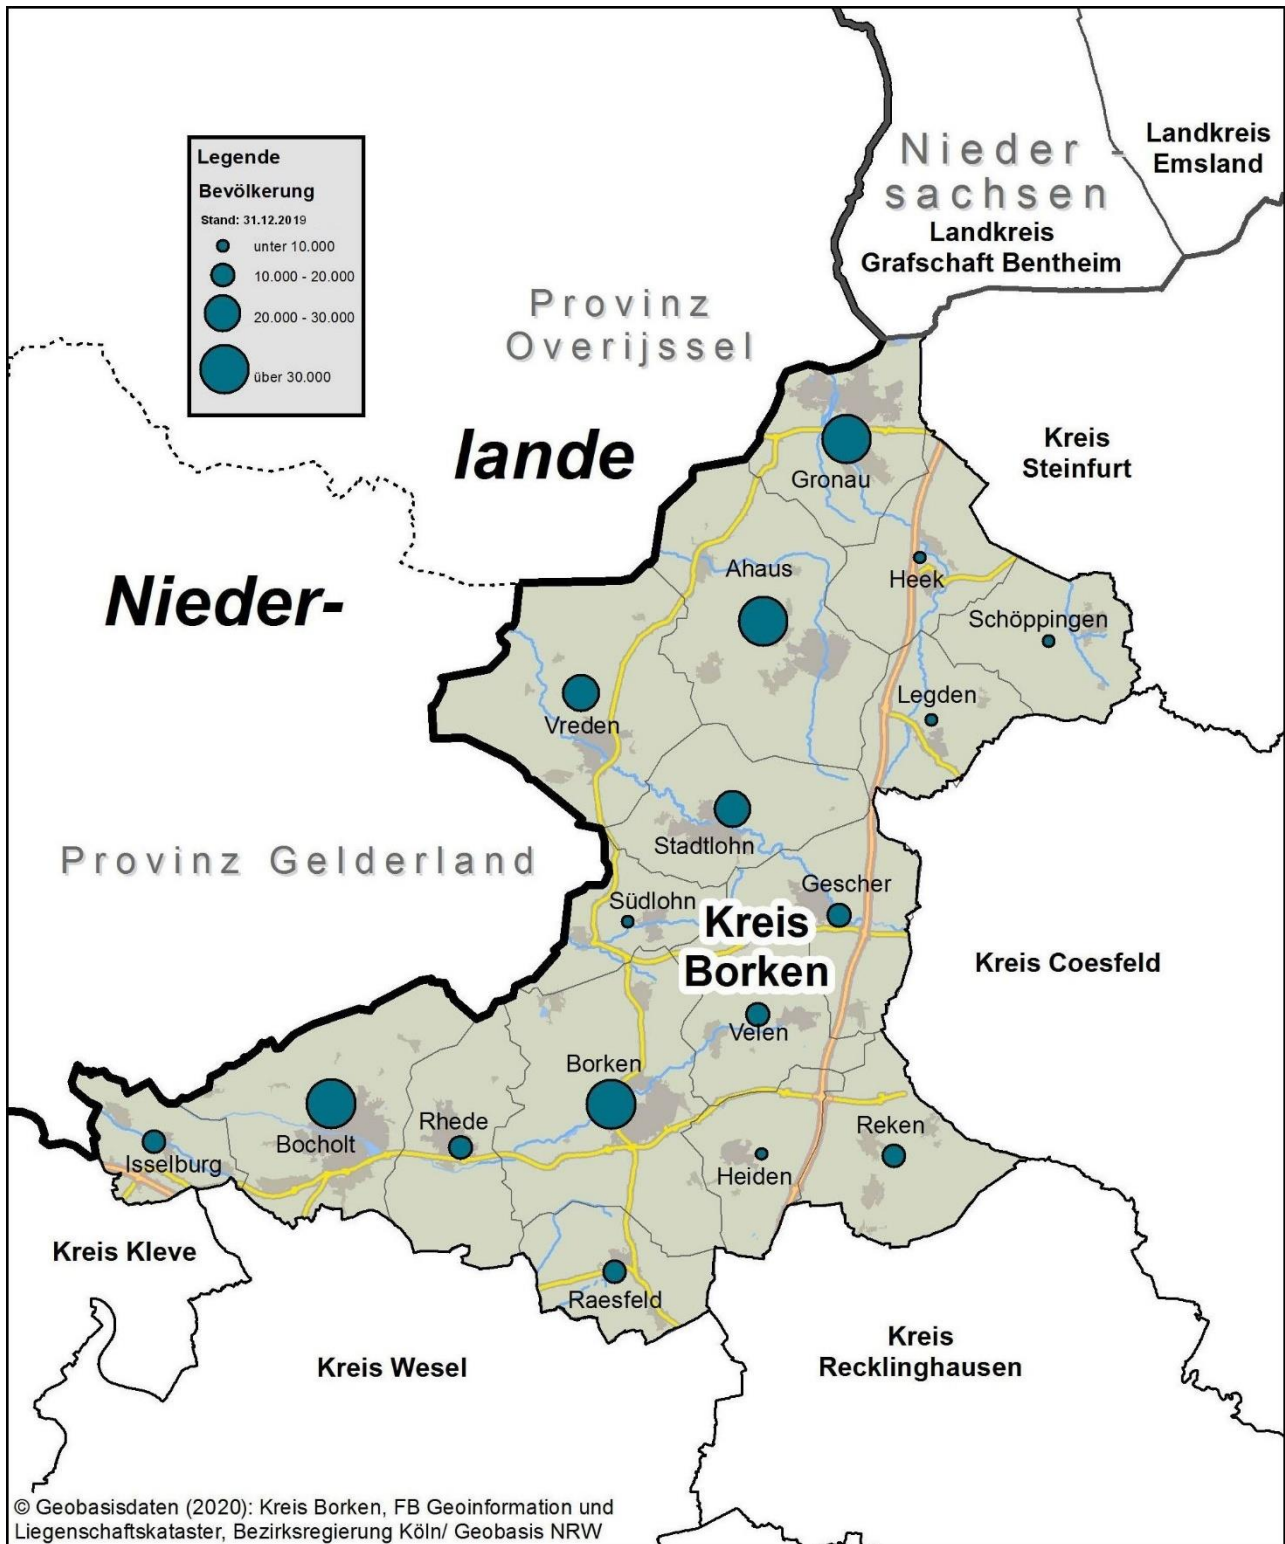 Legende
Bevölkerung
Stand: 31.12.2019
unter 10.000
10.000 - 20.000
20.000 - 30.000
über 30.000
Nieder -
sachsen
Landkreis
Emsland
Landkreis
Grafschaft Bentheim
Provinz
Overijssel
lande
Nieder-
Kreis
Steinfurt
Gronau
Ahaus
Heek
Schöppingen
Legden
Vreden
Stadtlohn
Provinz Gelderland
Gescher
Südlohn
Kreis
Borken
Kreis Coesfeld
Velen
Borken
Rhede
Reken
Bocholt
Isselburg
Heiden
Kreis Kleve
Raesfeld
Kreis Wesel
Kreis
Recklinghausen
© Geobasisdaten (2020): Kreis Borken, FB Geoinformation und
Liegenschaftskataster, Bezirksregierung Köln/ Geobasis NRW